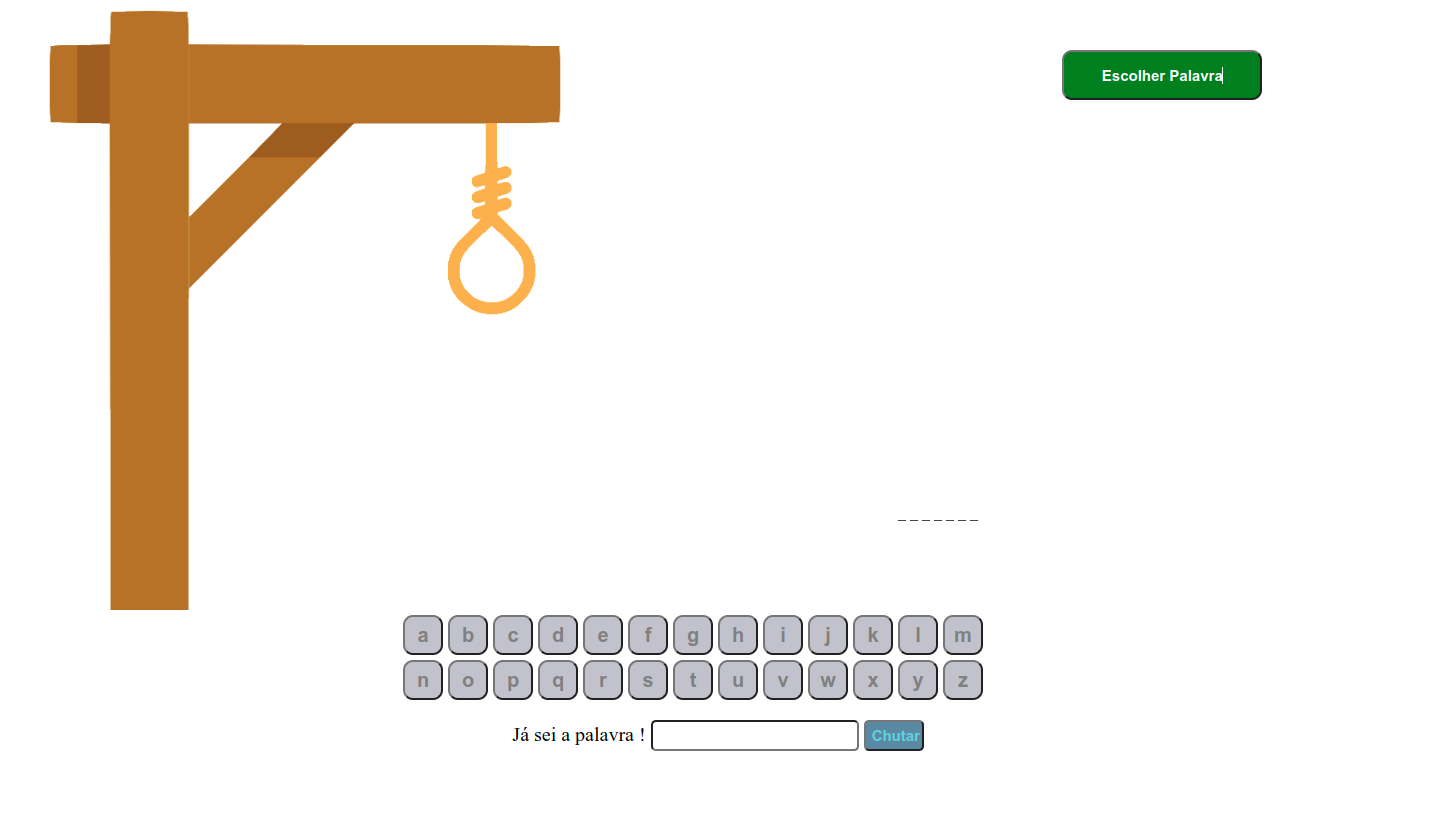 Escolher Palavra
_ _ _ _ _ _ _
a b c d e f g h i j k l m
n o p q r s t u v w x y z
Já sei a palavra ! Chutar